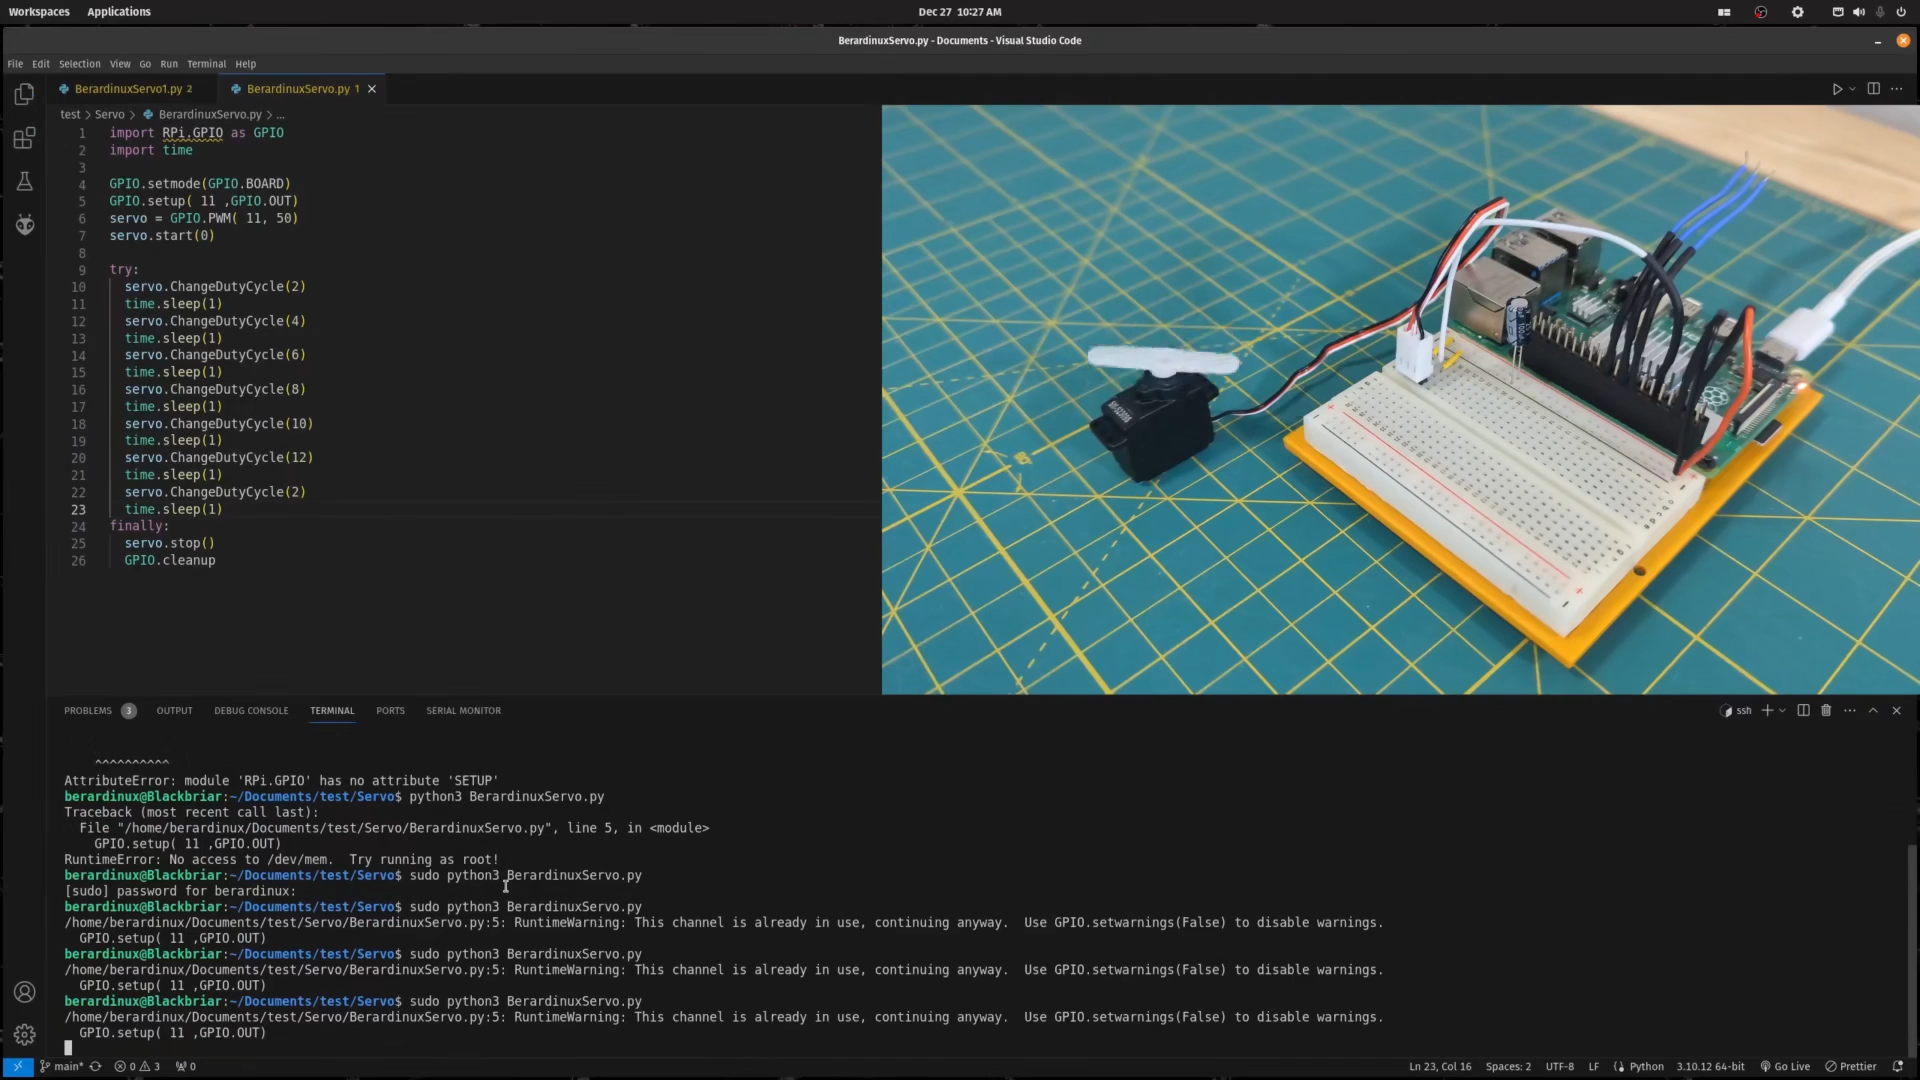 Workspaces Applications Dec 27 10:27 AM
BerardinuxServo.py - Documents - Visual Studio Code
File Edit Selection View Go Run Terminal Help
BerardinuxServo1.py 2 BerardinuxServo.py 1
test > Servo > BerardinuxServo.py > ...
1 import RPi.GPIO as GPIO
2 import time
3
4 GPIO.setmode(GPIO.BOARD)
5 GPIO.setup( 11 ,GPIO.OUT)
6 servo = GPIO.PWM( 11, 50)
7 servo.start(0)
8
9 try:
10 servo.ChangeDutyCycle(2)
11 time.sleep(1)
12 servo.ChangeDutyCycle(4)
13 time.sleep(1)
14 servo.ChangeDutyCycle(6)
15 time.sleep(1)
16 servo.ChangeDutyCycle(8)
17 time.sleep(1)
18 servo.ChangeDutyCycle(10)
19 time.sleep(1)
20 servo.ChangeDutyCycle(12)
21 time.sleep(1)
22 servo.ChangeDutyCycle(2)
23 time.sleep(1)
24 finally:
25 servo.stop()
26 GPIO.cleanup
PROBLEMS 3 OUTPUT DEBUG CONSOLE TERMINAL PORTS SERIAL MONITOR ssh
^^^^^^^^^^
AttributeError: module 'RPi.GPIO' has no attribute 'SETUP'
berardinux@Blackbriar:~/Documents/test/Servo$ python3 BerardinuxServo.py
Traceback (most recent call last):
File "/home/berardinux/Documents/test/Servo/BerardinuxServo.py", line 5, in <module>
GPIO.setup( 11 ,GPIO.OUT)
RuntimeError: No access to /dev/mem. Try running as root!
berardinux@Blackbriar:~/Documents/test/Servo$ sudo python3 BerardinuxServo.py
[sudo] password for berardinux:
berardinux@Blackbriar:~/Documents/test/Servo$ sudo python3 BerardinuxServo.py
/home/berardinux/Documents/test/Servo/BerardinuxServo.py:5: RuntimeWarning: This channel is already in use, continuing anyway. Use GPIO.setwarnings(False) to disable warnings.
GPIO.setup( 11 ,GPIO.OUT)
berardinux@Blackbriar:~/Documents/test/Servo$ sudo python3 BerardinuxServo.py
/home/berardinux/Documents/test/Servo/BerardinuxServo.py:5: RuntimeWarning: This channel is already in use, continuing anyway. Use GPIO.setwarnings(False) to disable warnings.
GPIO.setup( 11 ,GPIO.OUT)
berardinux@Blackbriar:~/Documents/test/Servo$ sudo python3 BerardinuxServo.py
/home/berardinux/Documents/test/Servo/BerardinuxServo.py:5: RuntimeWarning: This channel is already in use, continuing anyway. Use GPIO.setwarnings(False) to disable warnings.
GPIO.setup( 11 ,GPIO.OUT)
main* 0 3 0 Ln 23, Col 16 Spaces: 2 UTF-8 LF Python 3.10.12 64-bit Go Live Prettier